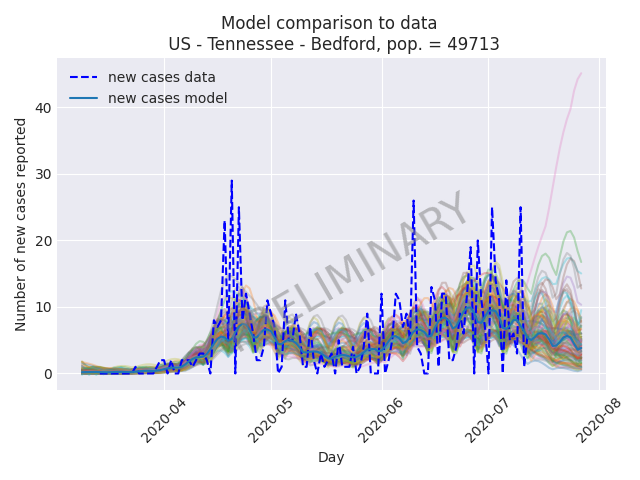 Model comparison to data
US - Tennessee - Bedford, pop. = 49713
new cases data
new cases model
PRELIMINARY
Number of new cases reported
40
30
20
10
0
2020-04
2020-05
2020-06
2020-07
2020-08
Day